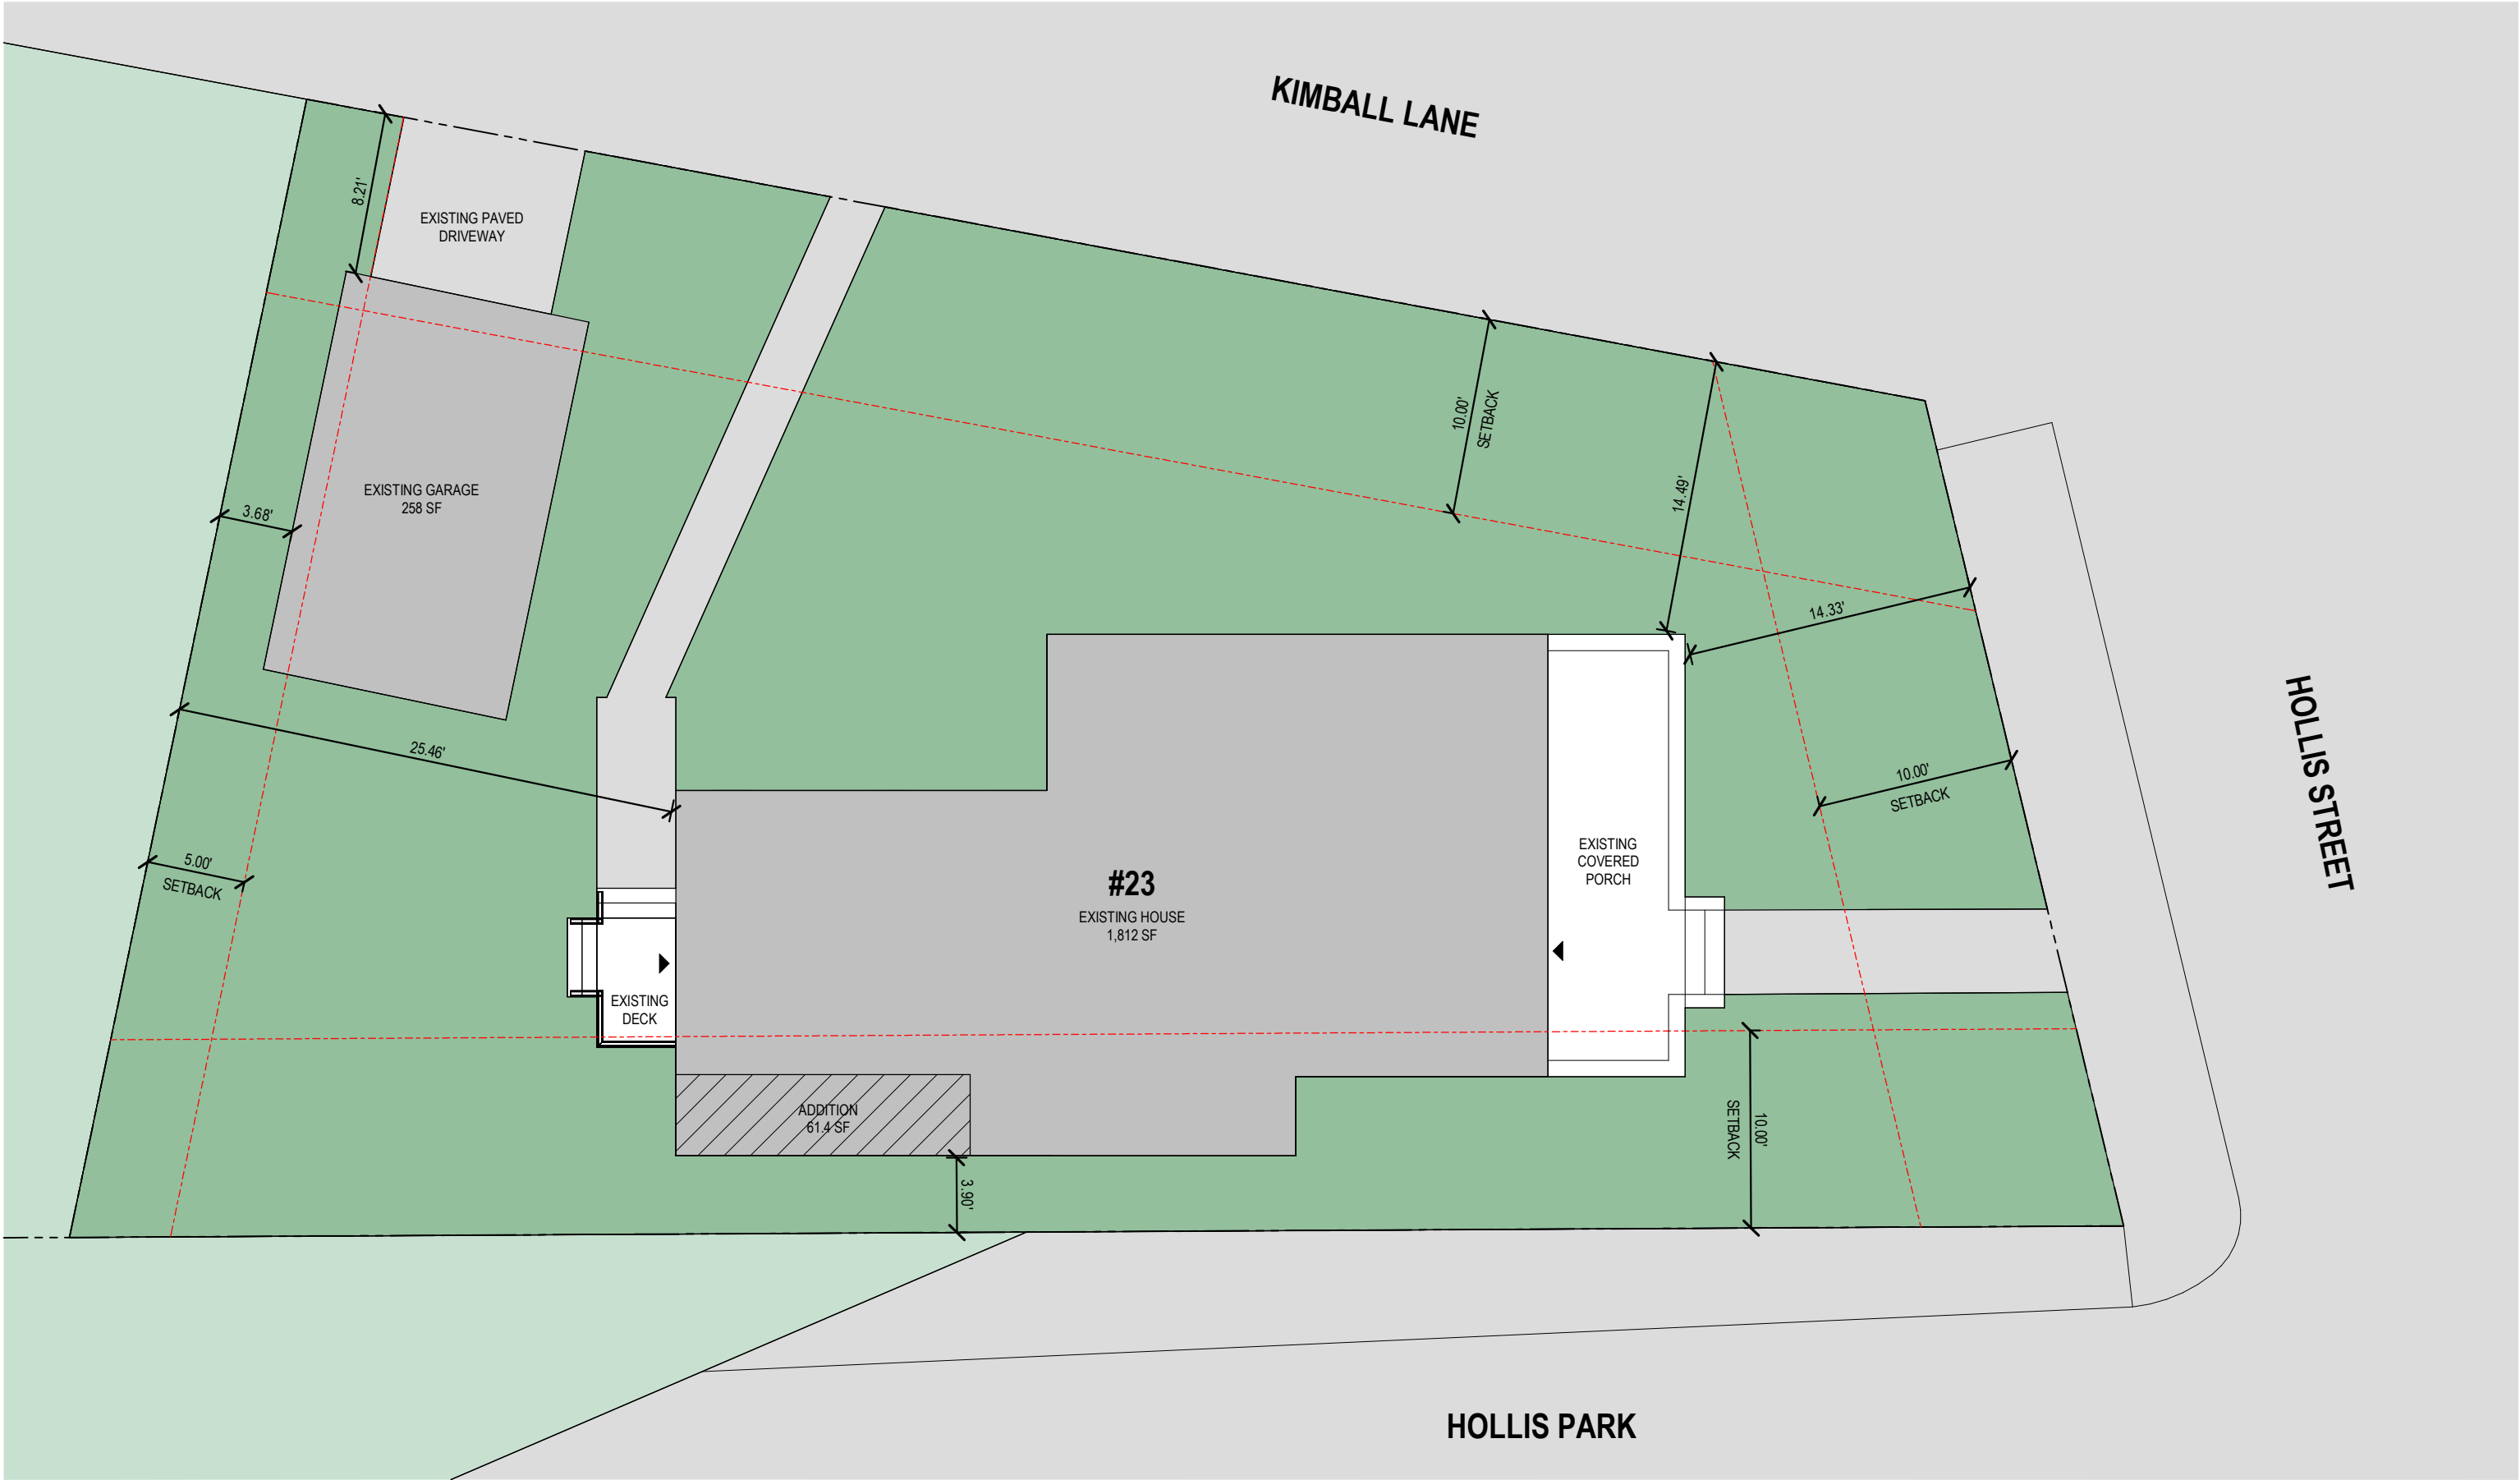 KIMBALL LANE
8.21'
EXISTING PAVED
DRIVEWAY
10.00'
SETBACK
14.49'
EXISTING GARAGE
258 SF
3.68'
14.33'
25.46'
10.00'
SETBACK
HOLLIS STREET
5.00'
SETBACK
EXISTING
COVERED
PORCH
#23
EXISTING HOUSE
1,812 SF
EXISTING
DECK
ADDITION
61.4 SF
10.00'
SETBACK
3.90'
HOLLIS PARK